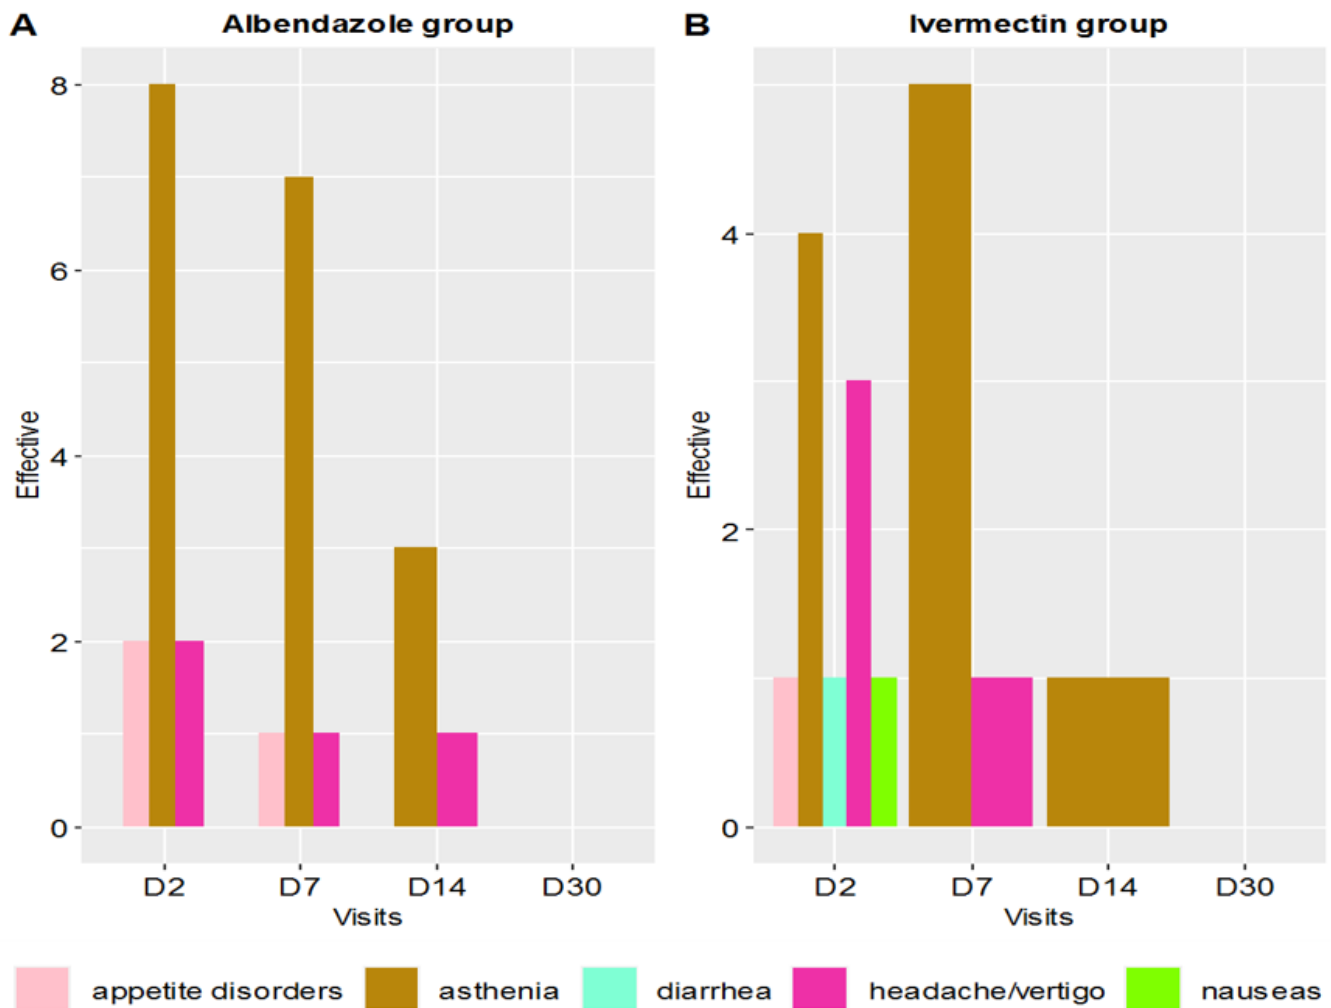 A
Albendazole group
8
6
4
2
0
Effective
D2 D7 D14 D30
Visits
B
Ivermectin group
4
2
0
Effective
D2 D7 D14 D30
Visits
appetite disorders asthenia diarrhea headache/vertigo nauseas